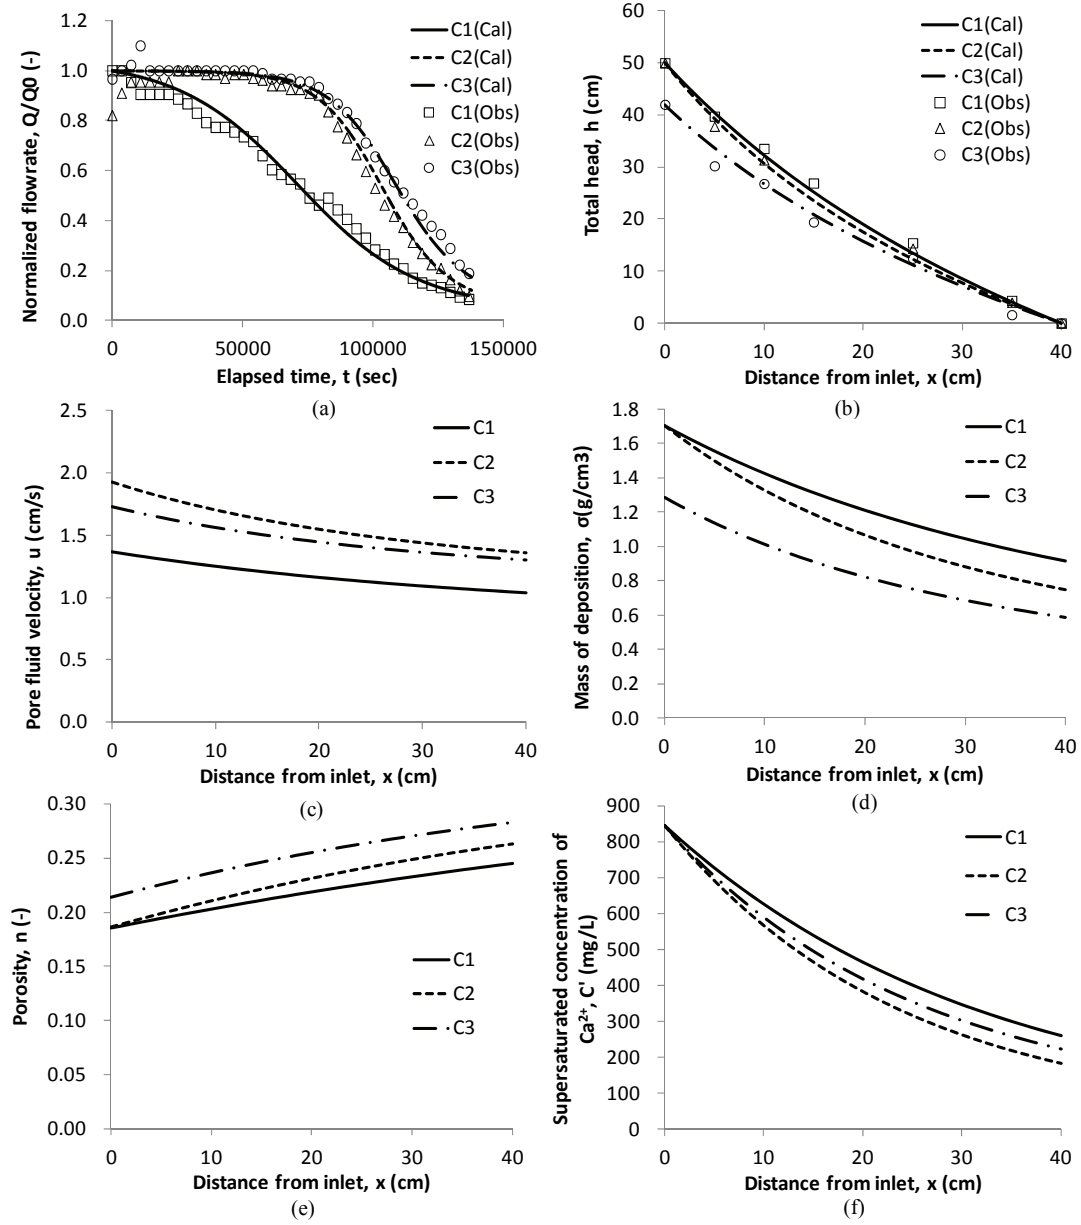 1.2
1.0
0.8
0.6
0.4
0.2
0.0
Normalized flowrate, Q/Q0 (-)
C1(Cal)
C2(Cal)
C3(Cal)
C1(Obs)
C2(Obs)
C3(Obs)
0 50000 100000 150000
Elapsed time, t (sec)
(a)
60
50
40
30
20
10
0
Total head, h (cm)
C1(Cal)
C2(Cal)
C3(Cal)
C1(Obs)
C2(Obs)
C3(Obs)
0 10 20 30 40
Distance from inlet, x (cm)
(b)
2.5
2.0
1.5
1.0
0.5
0.0
Pore fluid velocity, u (cm/s)
C1
C2
C3
0 10 20 30 40
Distance from inlet, x (cm)
(c)
1.8
1.6
1.4
1.2
1.0
0.8
0.6
0.4
0.2
0.0
Mass of deposition, σ(g/cm3)
C1
C2
C3
0 10 20 30 40
Distance from inlet, x (cm)
(d)
0.30
0.25
0.20
0.15
0.10
0.05
0.00
Porosity, n (-)
C1
C2
C3
0 10 20 30 40
Distance from inlet, x (cm)
(e)
900
800
700
600
500
400
300
200
100
0
Supersaturated concentration of
Ca²⁺, C' (mg/L)
C1
C2
C3
0 10 20 30 40
Distance from inlet, x (cm)
(f)